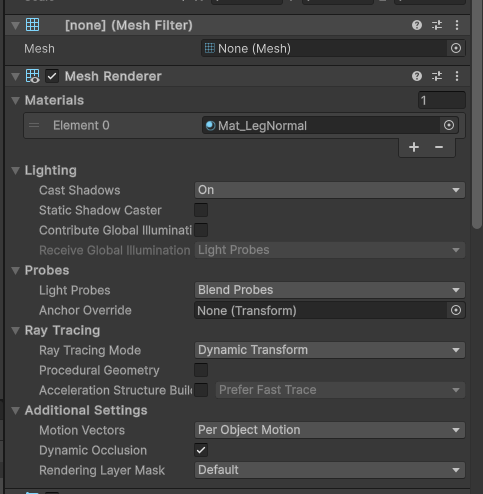 [none] (Mesh Filter)
Mesh None (Mesh)
Mesh Renderer
Materials 1
Element 0 Mat_LegNormal
+ −
Lighting
Cast Shadows On
Static Shadow Caster
Contribute Global Illuminati
Receive Global Illumination Light Probes
Probes
Light Probes Blend Probes
Anchor Override None (Transform)
Ray Tracing
Ray Tracing Mode Dynamic Transform
Procedural Geometry
Acceleration Structure Buil Prefer Fast Trace
Additional Settings
Motion Vectors Per Object Motion
Dynamic Occlusion
Rendering Layer Mask Default